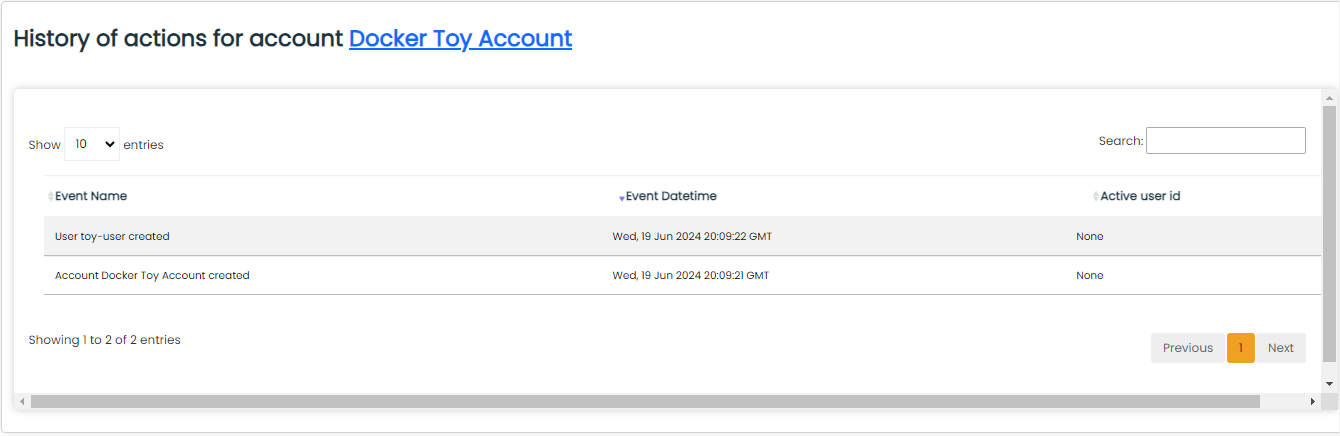 History of actions for account Docker Toy Account
Show 10 entries
Search:
Event Name Event Datetime Active user id
User toy-user created Wed, 19 Jun 2024 20:09:22 GMT None
Account Docker Toy Account created Wed, 19 Jun 2024 20:09:21 GMT None
Showing 1 to 2 of 2 entries
Previous 1 Next